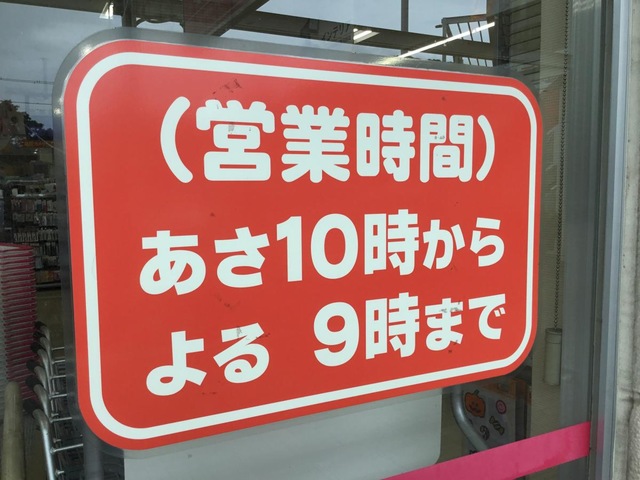 (営業時間)
あさ10時から
よる 9時まで